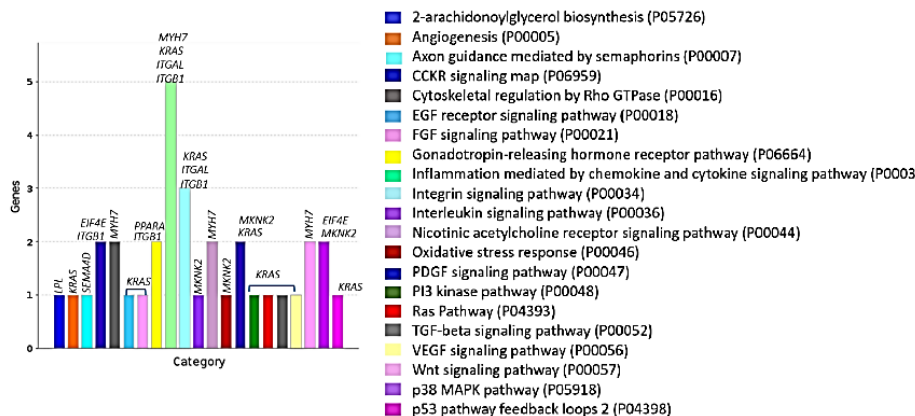 MYH7
KRAS
ITGAL
ITGB1
KRAS
ITGAL
ITGB1
EIF4E
ITGB1
MYH7
PPARA
ITGB1
MYH7
MKNK2
KRAS
MYH7
EIF4E
MKNK2
LPL
KRAS
SEMA4D
KRAS
MKNK2
MKNK2
KRAS
KRAS
Genes
5
4
3
2
1
0
Category
2-arachidonoylglycerol biosynthesis (P05726)
Angiogenesis (P00005)
Axon guidance mediated by semaphorins (P00007)
CCKR signaling map (P06959)
Cytoskeletal regulation by Rho GTPase (P00016)
EGF receptor signaling pathway (P00018)
FGF signaling pathway (P00021)
Gonadotropin-releasing hormone receptor pathway (P06664)
Inflammation mediated by chemokine and cytokine signaling pathway (P0003
Integrin signaling pathway (P00034)
Interleukin signaling pathway (P00036)
Nicotinic acetylcholine receptor signaling pathway (P00044)
Oxidative stress response (P00046)
PDGF signaling pathway (P00047)
PI3 kinase pathway (P00048)
Ras Pathway (P04393)
TGF-beta signaling pathway (P00052)
VEGF signaling pathway (P00056)
Wnt signaling pathway (P00057)
p38 MAPK pathway (P05918)
p53 pathway feedback loops 2 (P04398)